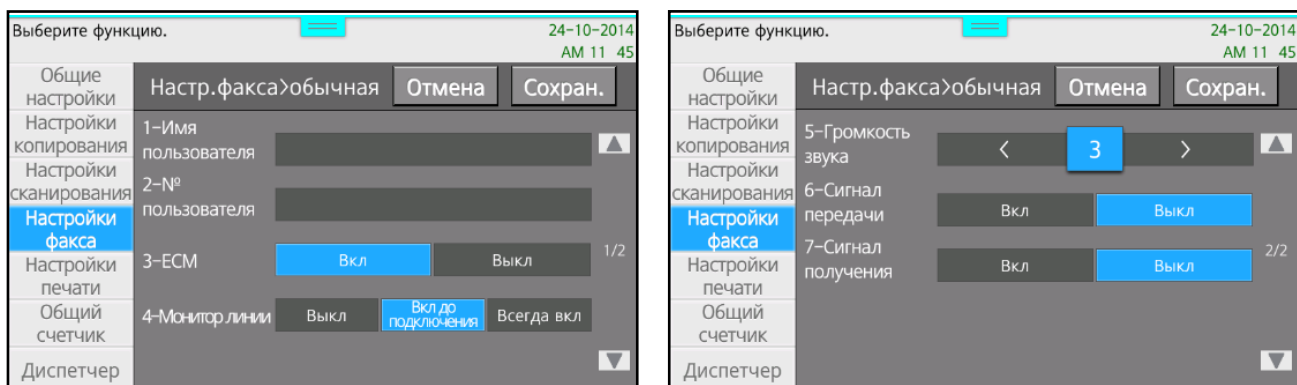 Выберите функцию.
24-10-2014
AM 11 45
Общие
настройки
Настройки
копирования
Настройки
сканирования
Настройки
факса
Настройки
печати
Общий
счетчик
Диспетчер
Настр.факса>обычная
Отмена
Сохран.
1-Имя
пользователя
2-№
пользователя
3-ECM
Вкл
Выкл
1/2
4-Монитор линии
Выкл
Вкл до
подключения
Всегда вкл
Выберите функцию.
24-10-2014
AM 11 45
Общие
настройки
Настройки
копирования
Настройки
сканирования
Настройки
факса
Настройки
печати
Общий
счетчик
Диспетчер
Настр.факса>обычная
Отмена
Сохран.
5-Громкость
звука
< 3 >
6-Сигнал
передачи
Вкл
Выкл
7-Сигнал
получения
Вкл
Выкл
2/2